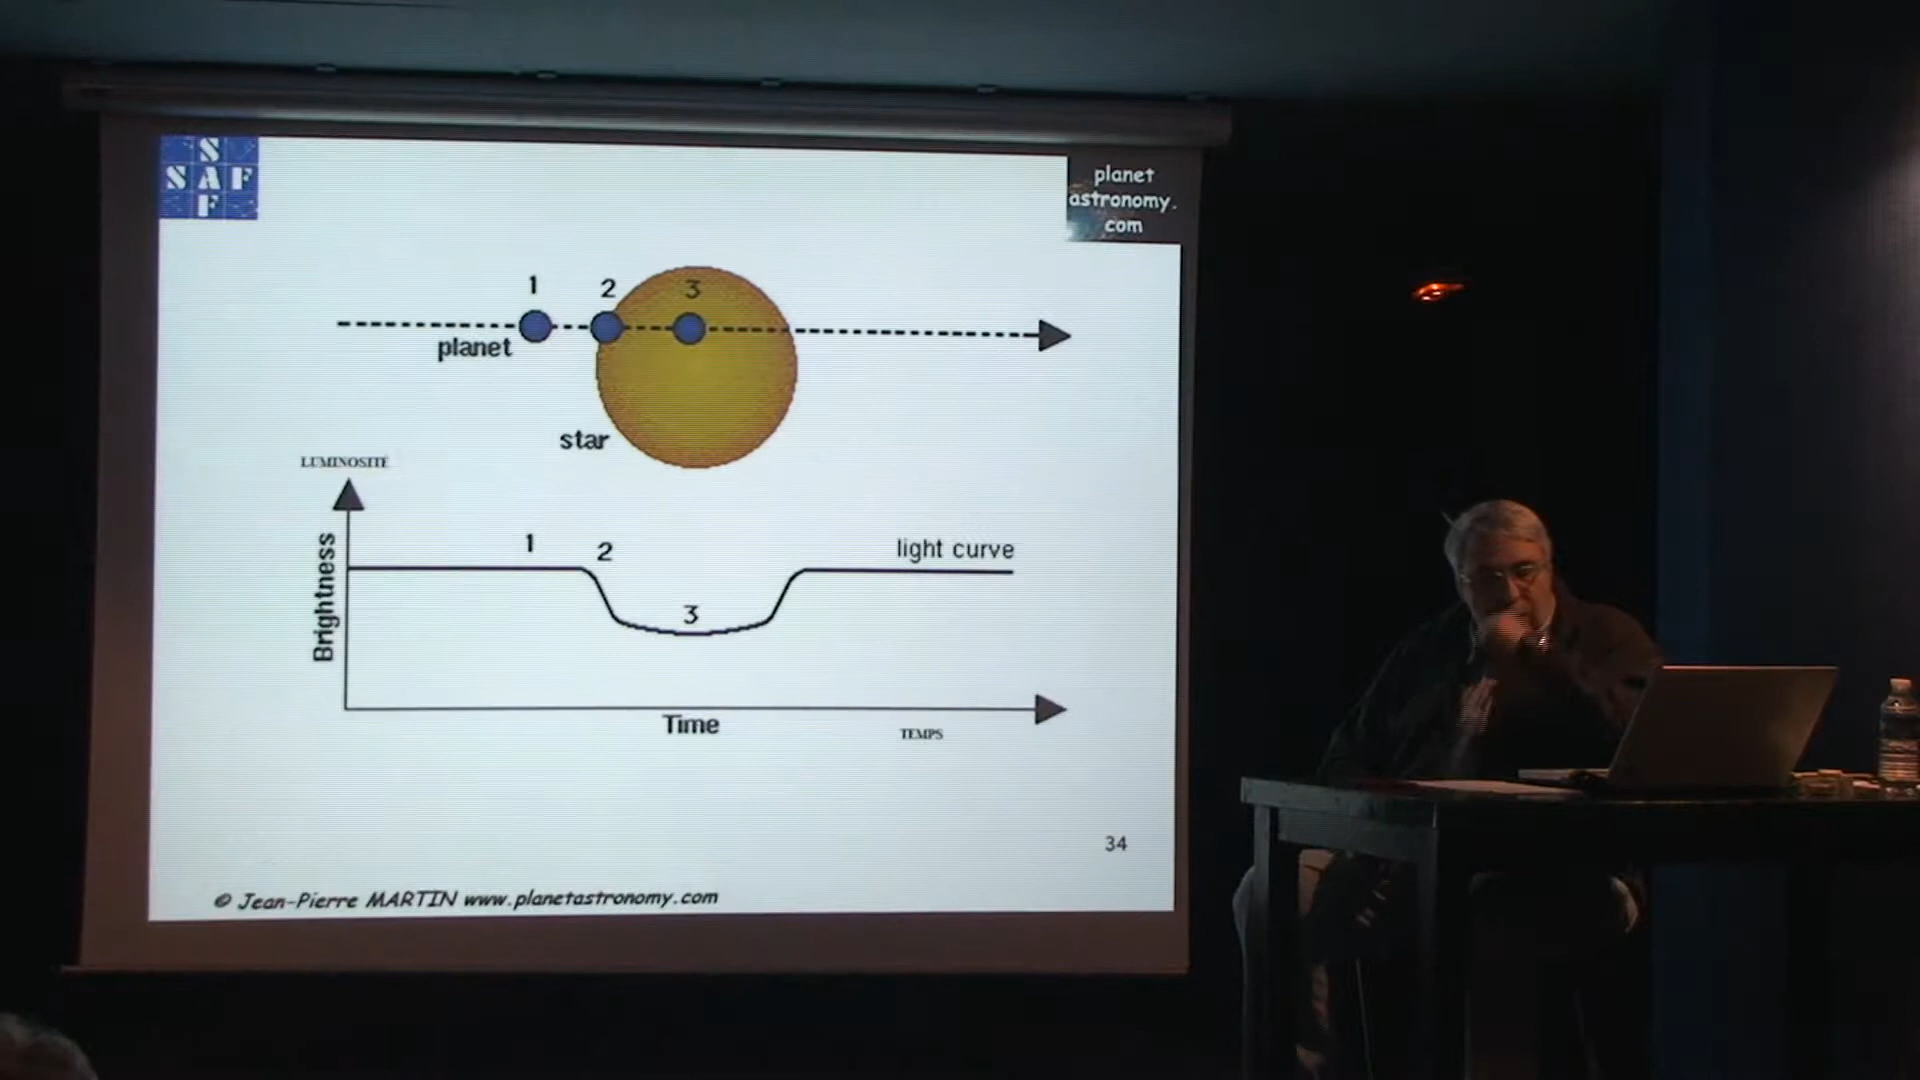 S
SAF
F
planet
astronomy.
com
1
2
3
planet
star
LUMINOSITÉ
Brightness
1
2
3
light curve
Time
TEMPS
34
© Jean-Pierre MARTIN www.planetastronomy.com